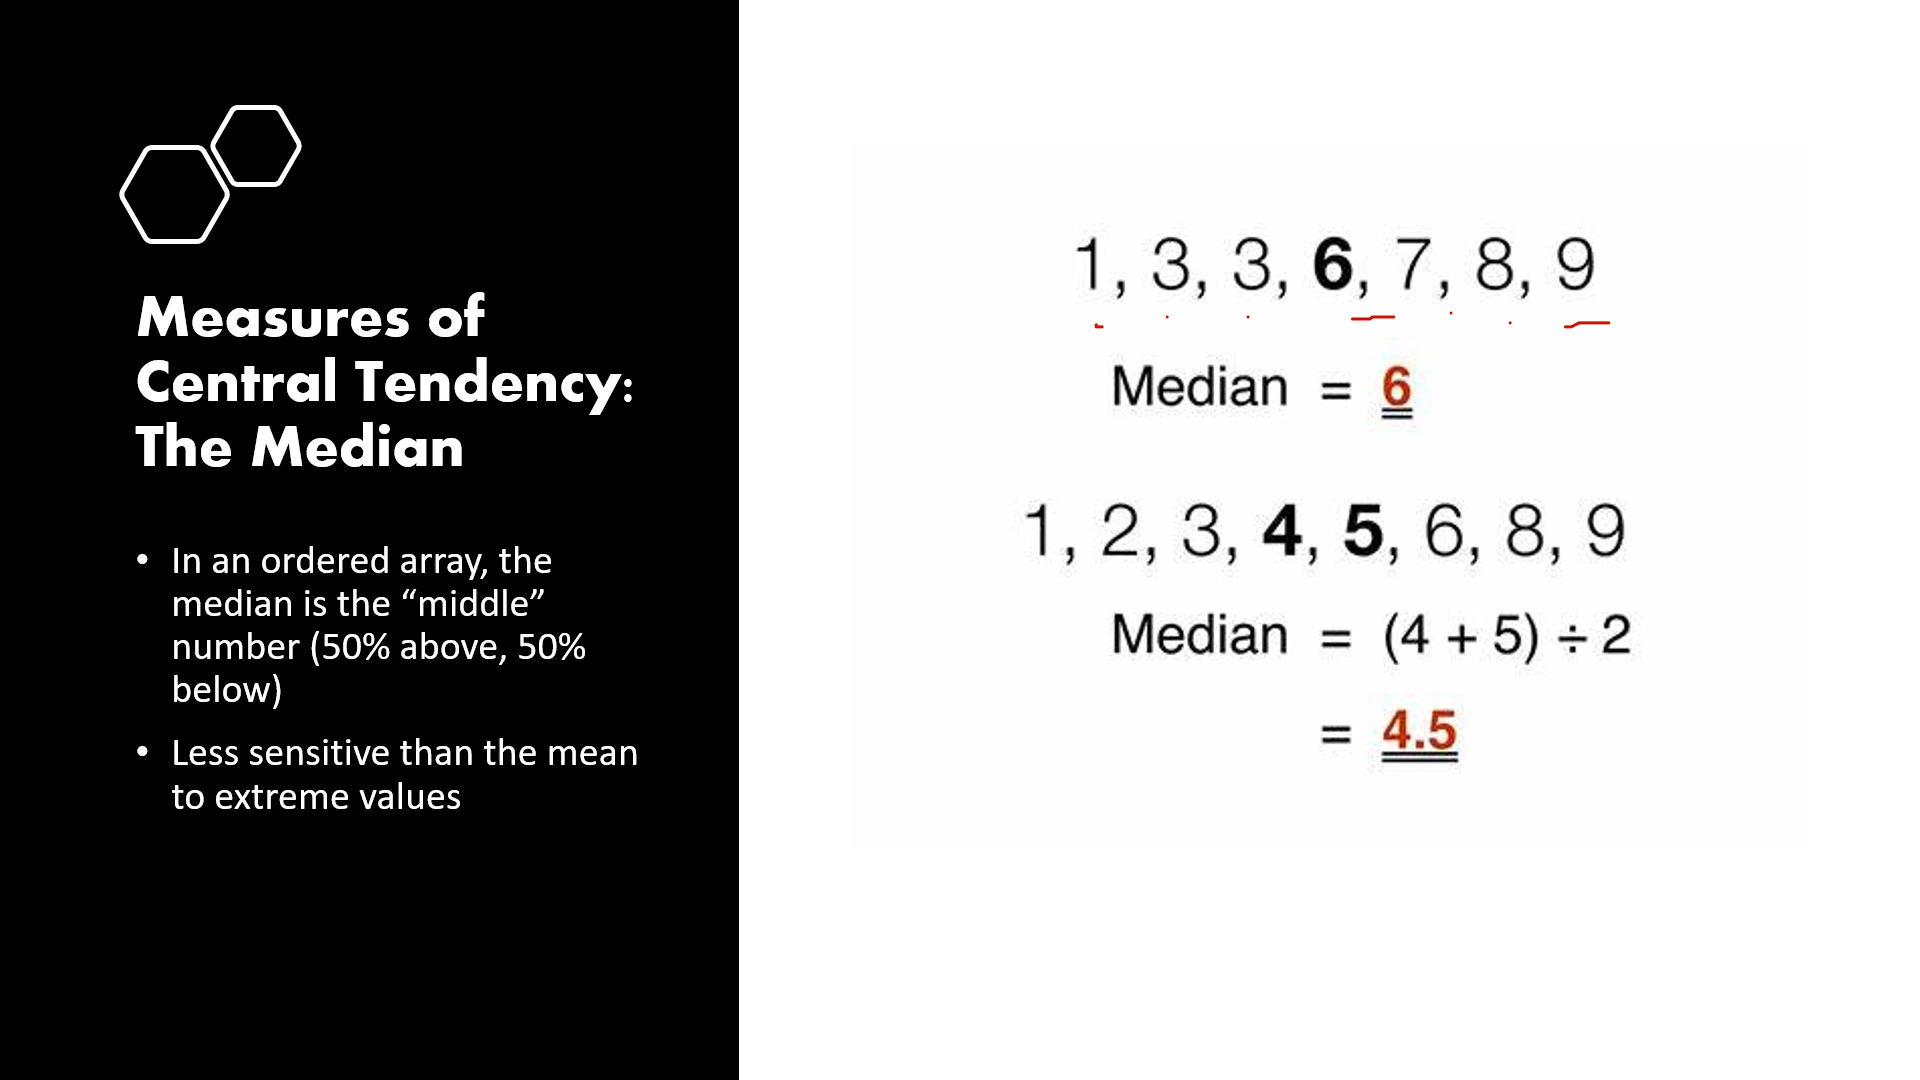 Measures of
Central Tendency:
The Median
• In an ordered array, the
median is the “middle”
number (50% above, 50%
below)
• Less sensitive than the mean
to extreme values
1, 3, 3, 6, 7, 8, 9
Median = 6
1, 2, 3, 4, 5, 6, 8, 9
Median = (4 + 5) ÷ 2
= 4.5